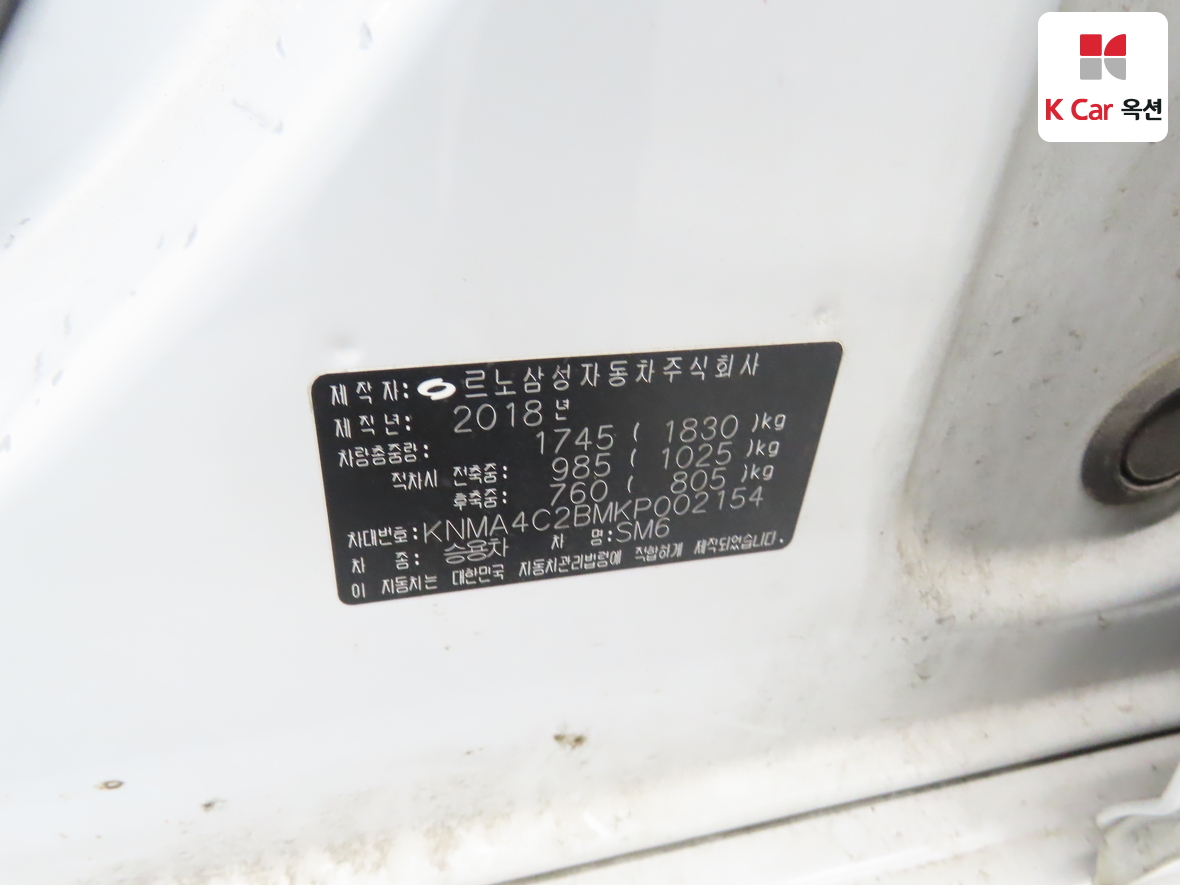 K Car 옥션
제 작 자: 르노삼성자동차주식회사
제 작 년: 2018 년
차량총중량: 1745 ( 1830 )kg
적차시 전축중: 985 ( 1025 )kg
후축중: 760 ( 805 )kg
차대번호:KNMA4C2BMKP002154
차 종: 승용차 차 명:SM6
이 자동차는 대한민국 자동차관리법령에 적합하게 제작되었습니다.